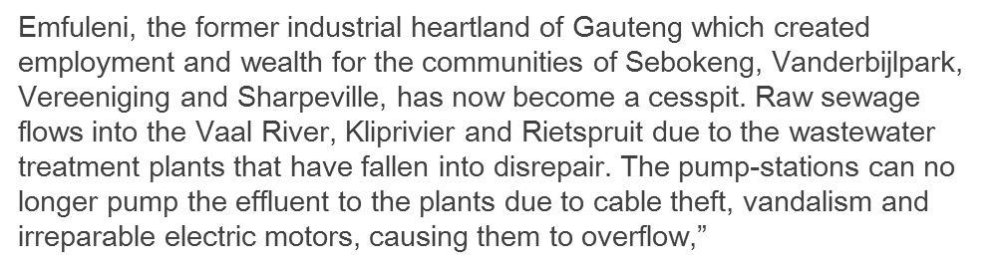 Emfuleni, the former industrial heartland of Gauteng which created
employment and wealth for the communities of Sebokeng, Vanderbijlpark,
Vereeniging and Sharpeville, has now become a cesspit. Raw sewage
flows into the Vaal River, Kliprivier and Rietspruit due to the wastewater
treatment plants that have fallen into disrepair. The pump-stations can no
longer pump the effluent to the plants due to cable theft, vandalism and
irreparable electric motors, causing them to overflow,”